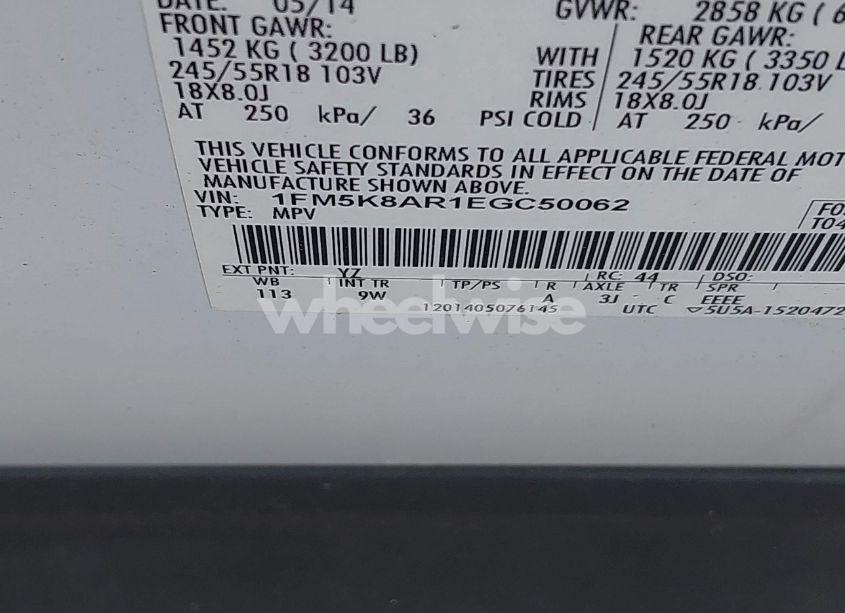 DATE: 05/14 GVWR: 2858 KG ( 6
FRONT GAWR: REAR GAWR:
1452 KG ( 3200 LB) WITH 1520 KG ( 3350 L
245/55R18 103V TIRES 245/55R18 103V
18X8.0J RIMS 18X8.0J
AT 250 kPa/ 36 PSI COLD AT 250 kPa/
THIS VEHICLE CONFORMS TO ALL APPLICABLE FEDERAL MOT
VEHICLE SAFETY STANDARDS IN EFFECT ON THE DATE OF
MANUFACTURE SHOWN ABOVE.
VIN: 1FM5K8AR1EGC50062
TYPE: MPV
F0
T04
EXT PNT: YZ RC: 44 DSO:
WB INT TR TP/PS R AXLE TR SPR
113 9W A 3J C EEEE
1201405076145 UTC ▽5U5A-1520472
wheelwise